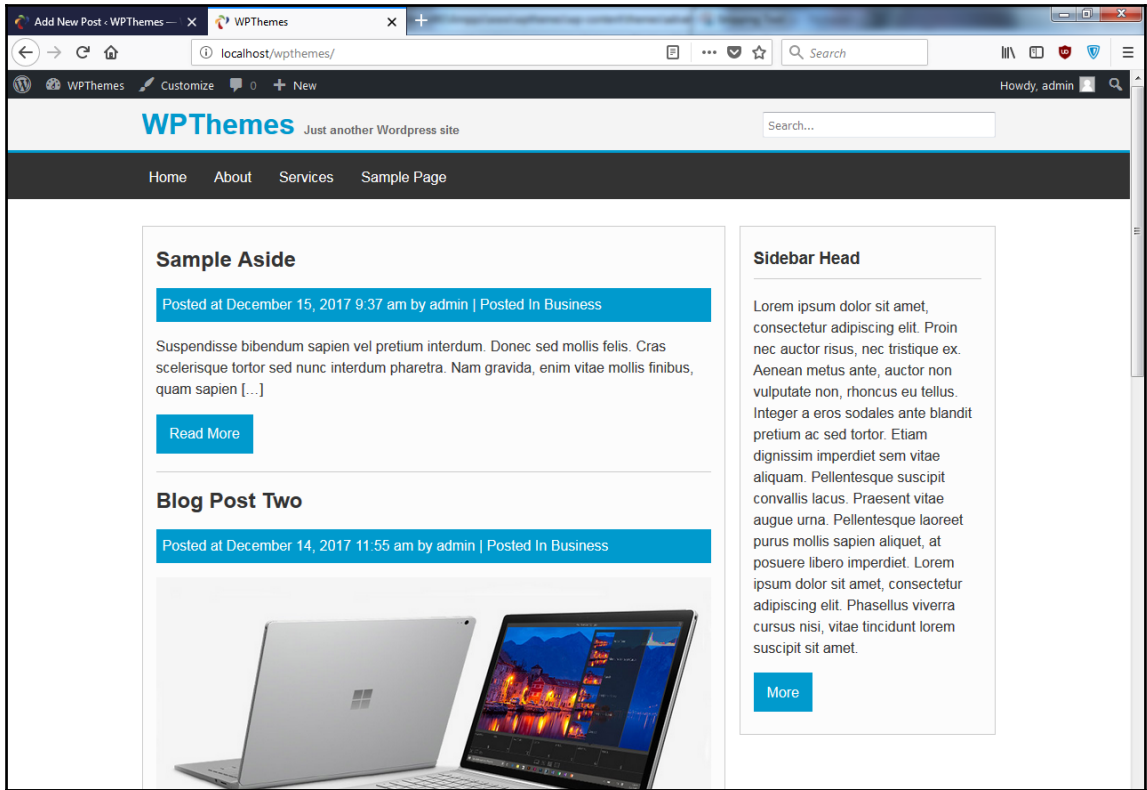 Add New Post ‹ WPThemes —
WPThemes
localhost/wpthemes/
Search
WPThemes
Customize
0
New
Howdy, admin
WPThemes Just another Wordpress site
Search...
Home
About
Services
Sample Page
Sample Aside
Posted at December 15, 2017 9:37 am by admin | Posted In Business
Suspendisse bibendum sapien vel pretium interdum. Donec sed mollis felis. Cras
scelerisque tortor sed nunc interdum pharetra. Nam gravida, enim vitae mollis finibus,
quam sapien […]
Read More
Blog Post Two
Posted at December 14, 2017 11:55 am by admin | Posted In Business
Sidebar Head
Lorem ipsum dolor sit amet,
consectetur adipiscing elit. Proin
nec auctor risus, nec tristique ex.
Aenean metus ante, auctor non
vulputate non, rhoncus eu tellus.
Integer a eros sodales ante blandit
pretium ac sed tortor. Etiam
dignissim imperdiet sem vitae
aliquam. Pellentesque suscipit
convallis lacus. Praesent vitae
augue urna. Pellentesque laoreet
purus mollis sapien aliquet, at
posuere libero imperdiet. Lorem
ipsum dolor sit amet, consectetur
adipiscing elit. Phasellus viverra
cursus nisi, vitae tincidunt lorem
suscipit sit amet.
More